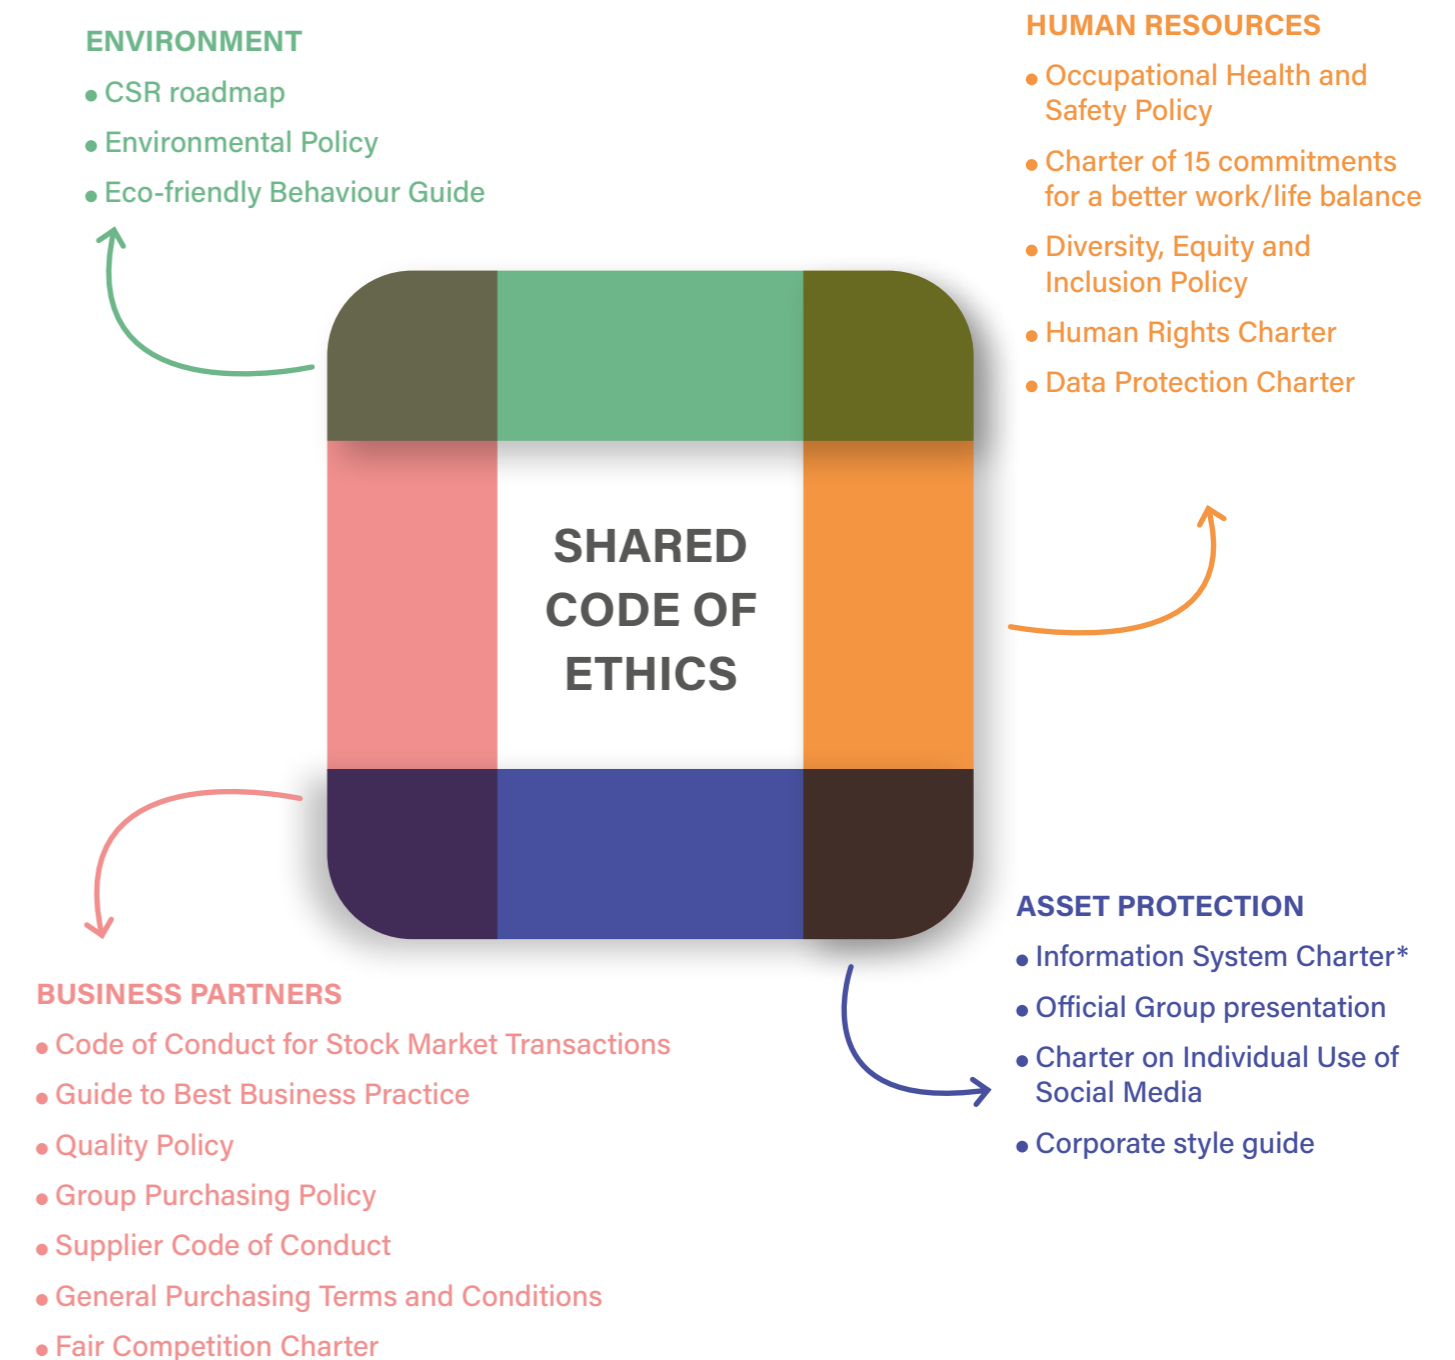 ENVIRONMENT
• CSR roadmap
• Environmental Policy
• Eco-friendly Behaviour Guide
HUMAN RESOURCES
• Occupational Health and
Safety Policy
• Charter of 15 commitments
for a better work/life balance
• Diversity, Equity and
Inclusion Policy
• Human Rights Charter
• Data Protection Charter
SHARED
CODE OF
ETHICS
BUSINESS PARTNERS
• Code of Conduct for Stock Market Transactions
• Guide to Best Business Practice
• Quality Policy
• Group Purchasing Policy
• Supplier Code of Conduct
• General Purchasing Terms and Conditions
• Fair Competition Charter
ASSET PROTECTION
• Information System Charter*
• Official Group presentation
• Charter on Individual Use of
Social Media
• Corporate style guide